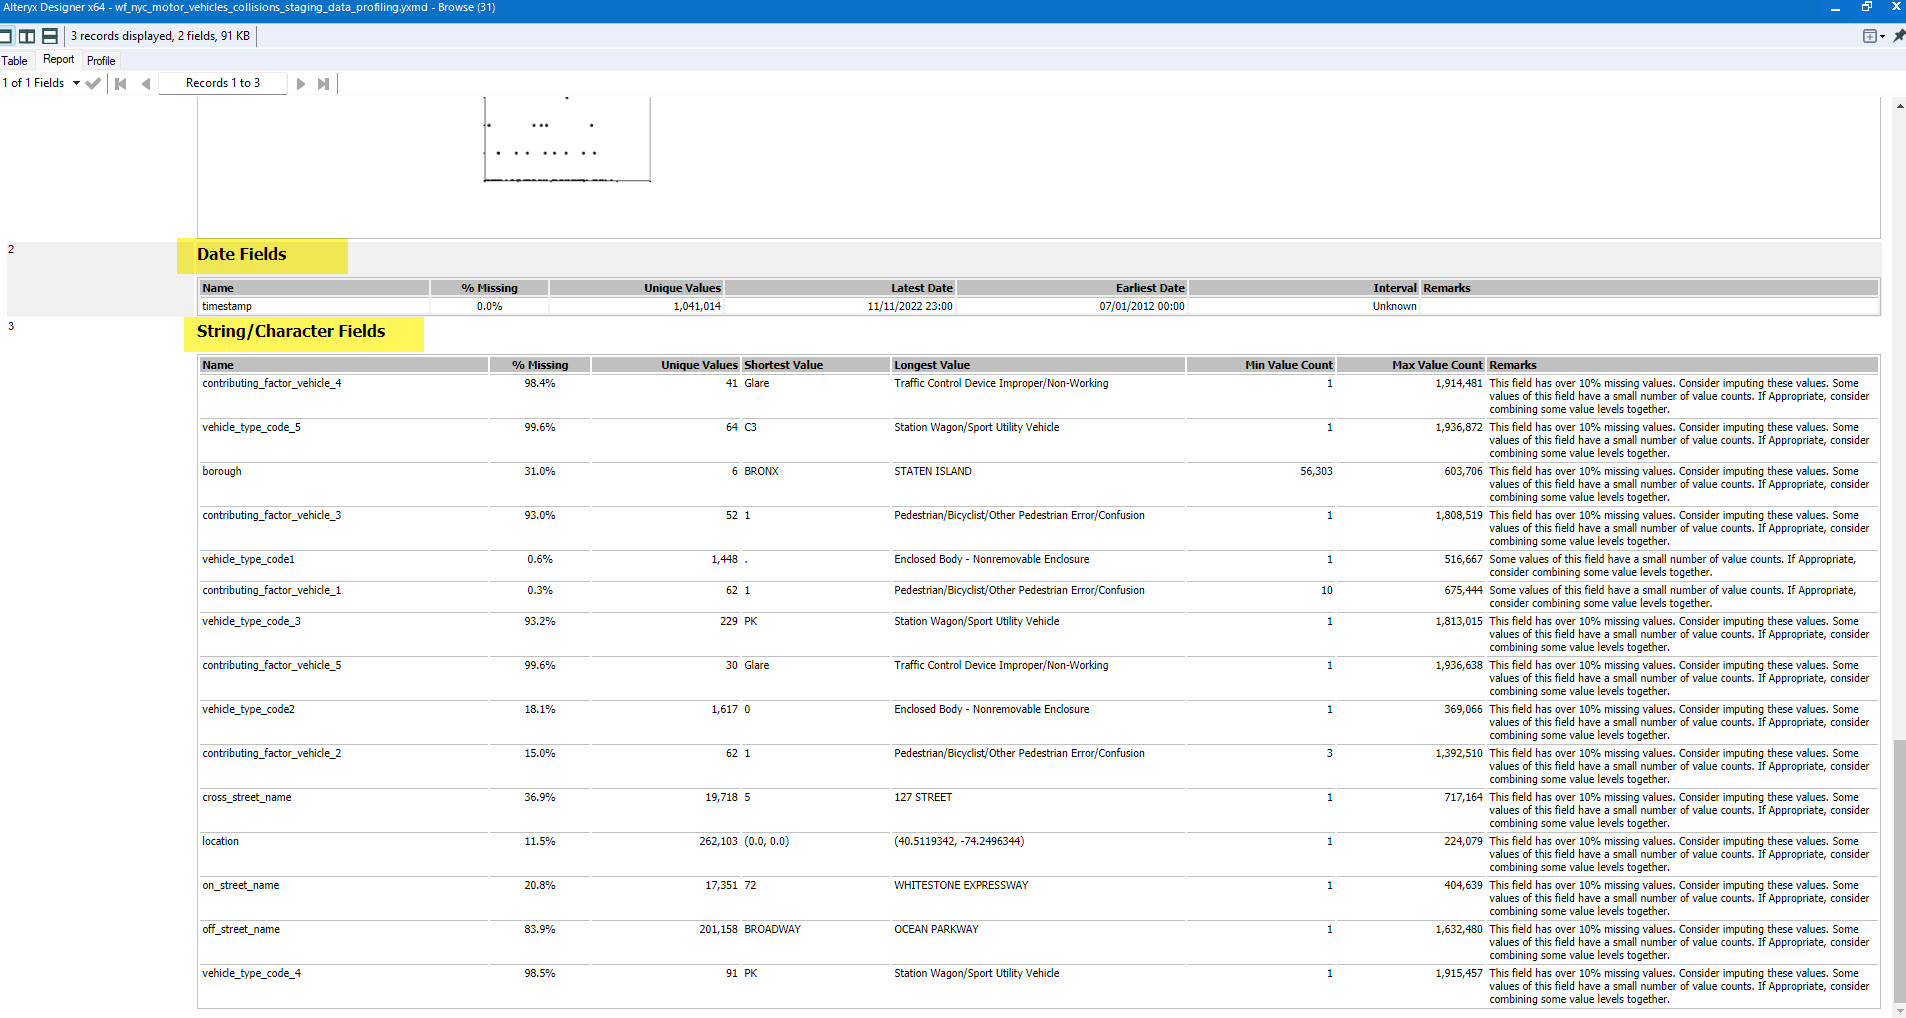 Alteryx Designer x64 - wf_nyc_motor_vehicles_collisions_staging_data_profiling.yxmd - Browse (31)
3 records displayed, 2 fields, 91 KB
Table Report Profile
1 of 1 Fields Records 1 to 3
2
Date Fields
Name % Missing Unique Values Latest Date Earliest Date Interval Remarks
timestamp 0.0% 1,041,014 11/11/2022 23:00 07/01/2012 00:00 Unknown
3
String/Character Fields
Name % Missing Unique Values Shortest Value Longest Value Min Value Count Max Value Count Remarks
contributing_factor_vehicle_4 98.4% 41 Glare Traffic Control Device Improper/Non-Working 1 1,914,481 This field has over 10% missing values. Consider imputing these values. Some
values of this field have a small number of value counts. If Appropriate, consider
combining some value levels together.
vehicle_type_code_5 99.6% 64 C3 Station Wagon/Sport Utility Vehicle 1 1,936,872 This field has over 10% missing values. Consider imputing these values. Some
values of this field have a small number of value counts. If Appropriate, consider
combining some value levels together.
borough 31.0% 6 BRONX STATEN ISLAND 56,303 603,706 This field has over 10% missing values. Consider imputing these values. Some
values of this field have a small number of value counts. If Appropriate, consider
combining some value levels together.
contributing_factor_vehicle_3 93.0% 52 1 Pedestrian/Bicyclist/Other Pedestrian Error/Confusion 1 1,808,519 This field has over 10% missing values. Consider imputing these values. Some
values of this field have a small number of value counts. If Appropriate, consider
combining some value levels together.
vehicle_type_code1 0.6% 1,448 . Enclosed Body - Nonremovable Enclosure 1 516,667 Some values of this field have a small number of value counts. If Appropriate,
consider combining some value levels together.
contributing_factor_vehicle_1 0.3% 62 1 Pedestrian/Bicyclist/Other Pedestrian Error/Confusion 10 675,444 Some values of this field have a small number of value counts. If Appropriate,
consider combining some value levels together.
vehicle_type_code_3 93.2% 229 PK Station Wagon/Sport Utility Vehicle 1 1,813,015 This field has over 10% missing values. Consider imputing these values. Some
values of this field have a small number of value counts. If Appropriate, consider
combining some value levels together.
contributing_factor_vehicle_5 99.6% 30 Glare Traffic Control Device Improper/Non-Working 1 1,936,638 This field has over 10% missing values. Consider imputing these values. Some
values of this field have a small number of value counts. If Appropriate, consider
combining some value levels together.
vehicle_type_code2 18.1% 1,617 0 Enclosed Body - Nonremovable Enclosure 1 369,066 This field has over 10% missing values. Consider imputing these values. Some
values of this field have a small number of value counts. If Appropriate, consider
combining some value levels together.
contributing_factor_vehicle_2 15.0% 62 1 Pedestrian/Bicyclist/Other Pedestrian Error/Confusion 3 1,392,510 This field has over 10% missing values. Consider imputing these values. Some
values of this field have a small number of value counts. If Appropriate, consider
combining some value levels together.
cross_street_name 36.9% 19,718 5 127 STREET 1 717,164 This field has over 10% missing values. Consider imputing these values. Some
values of this field have a small number of value counts. If Appropriate, consider
combining some value levels together.
location 11.5% 262,103 (0.0, 0.0) (40.5119342, -74.2496344) 1 224,079 This field has over 10% missing values. Consider imputing these values. Some
values of this field have a small number of value counts. If Appropriate, consider
combining some value levels together.
on_street_name 20.8% 17,351 72 WHITESTONE EXPRESSWAY 1 404,639 This field has over 10% missing values. Consider imputing these values. Some
values of this field have a small number of value counts. If Appropriate, consider
combining some value levels together.
off_street_name 83.9% 201,158 BROADWAY OCEAN PARKWAY 1 1,632,480 This field has over 10% missing values. Consider imputing these values. Some
values of this field have a small number of value counts. If Appropriate, consider
combining some value levels together.
vehicle_type_code_4 98.5% 91 PK Station Wagon/Sport Utility Vehicle 1 1,915,457 This field has over 10% missing values. Consider imputing these values. Some
values of this field have a small number of value counts. If Appropriate, consider
combining some value levels together.